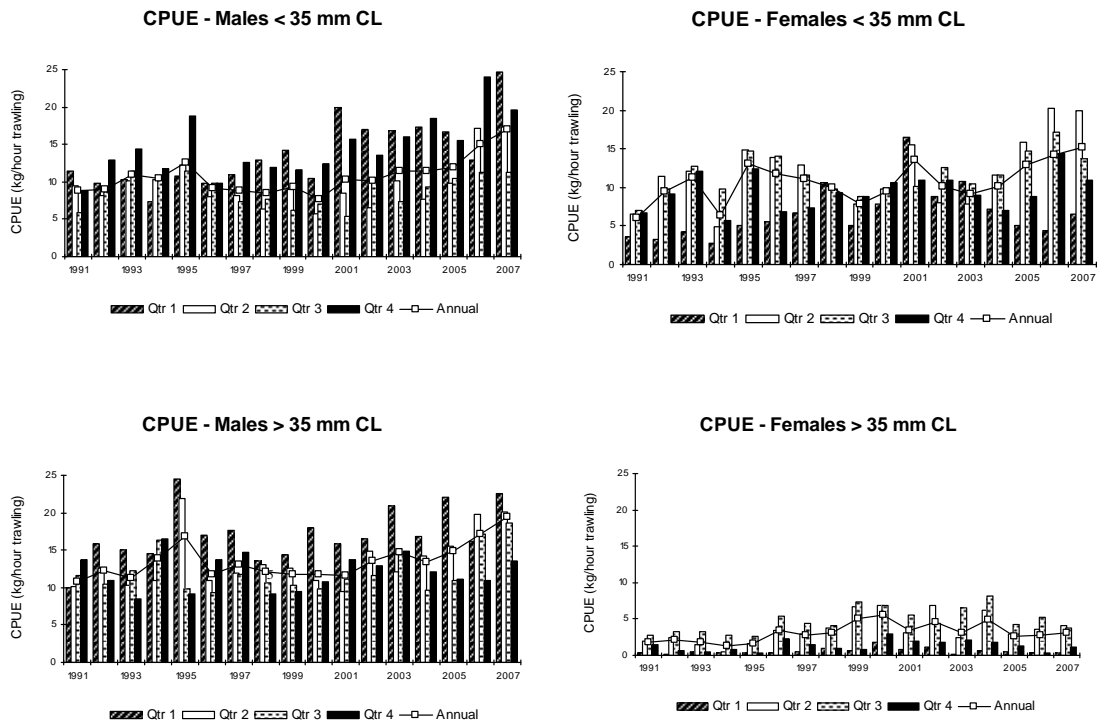 CPUE - Males < 35 mm CL
CPUE (kg/hour trawling)
25
20
15
10
5
0
1991 1993 1995 1997 1999 2001 2003 2005 2007
Qtr 1 Qtr 2 Qtr 3 Qtr 4 Annual
CPUE - Females < 35 mm CL
CPUE (kg/hour trawling)
25
20
15
10
5
0
1991 1993 1995 1997 1999 2001 2003 2005 2007
Qtr 1 Qtr 2 Qtr 3 Qtr 4 Annual
CPUE - Males > 35 mm CL
CPUE (kg/hour trawling)
25
20
15
10
5
0
1991 1993 1995 1997 1999 2001 2003 2005 2007
Qtr 1 Qtr 2 Qtr 3 Qtr 4 Annual
CPUE - Females > 35 mm CL
CPUE (kg/hour trawling)
25
20
15
10
5
0
1991 1993 1995 1997 1999 2001 2003 2005 2007
Qtr 1 Qtr 2 Qtr 3 Qtr 4 Annual